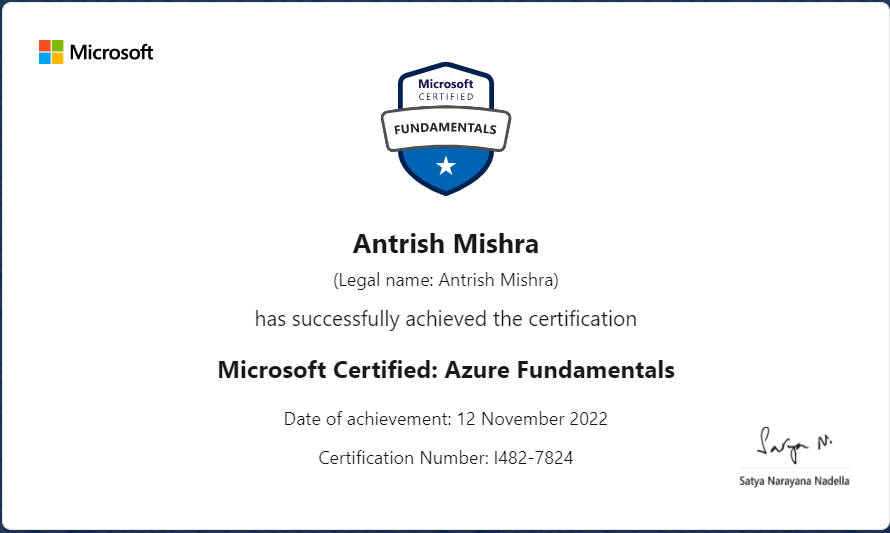 Microsoft
Microsoft
CERTIFIED
FUNDAMENTALS
Antrish Mishra
(Legal name: Antrish Mishra)
has successfully achieved the certification
Microsoft Certified: Azure Fundamentals
Date of achievement: 12 November 2022
Certification Number: I482-7824
Satya N.
Satya Narayana Nadella